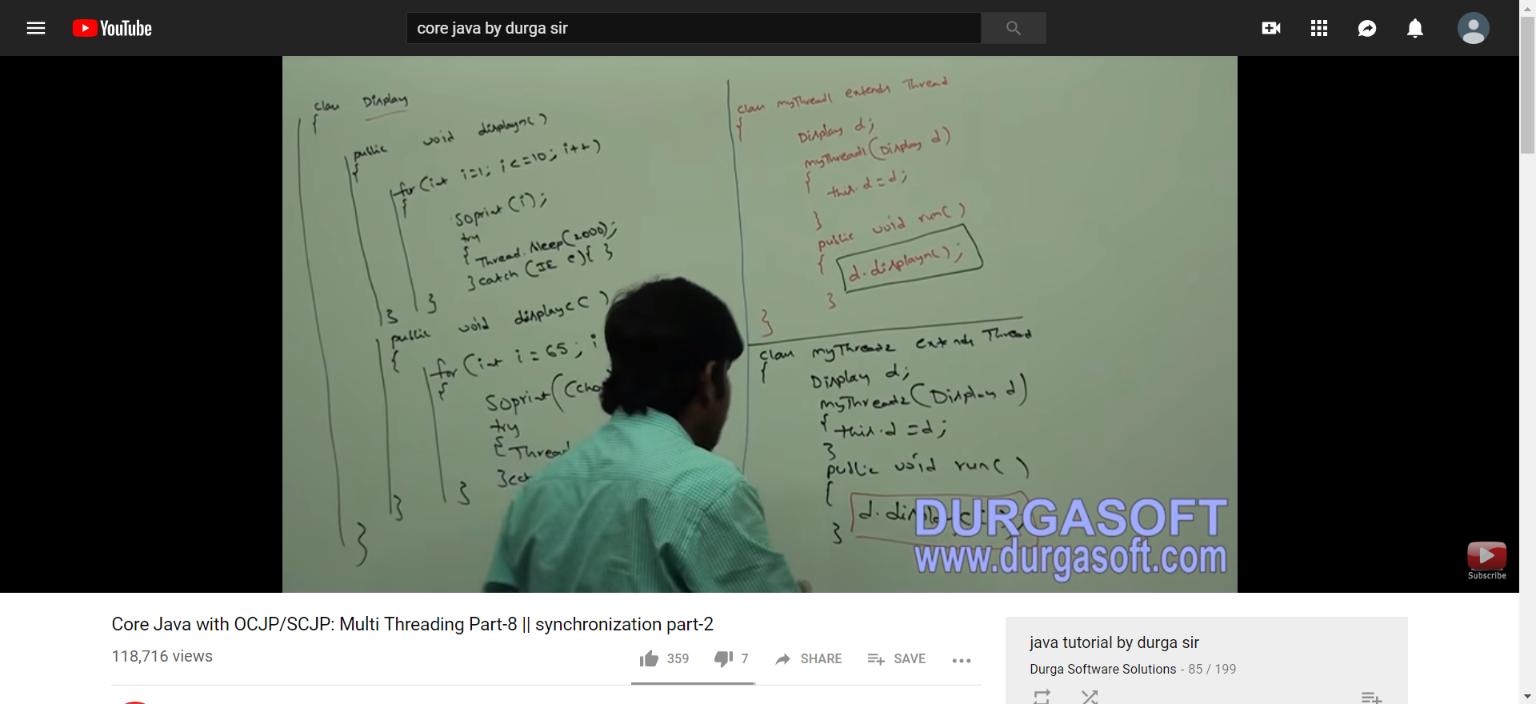 YouTube
core java by durga sir
class Display
{
public void displayn()
{
for(int i=1; i<=10; i++)
{
Soprint(i);
try
{
Thread.sleep(2000);
} catch (IE e){ }
}
}
public void displayc()
{
for(int i = 65; i
{
Soprint((cha
try
{ Thread
}cat
}
}
}
class myThread1 extends Thread
{
Display d;
myThread1(Display d)
{
this.d=d;
}
public void run()
{
d.displayn();
}
}
class myThread2 extends Thread
{
Display d;
myThread2(Display d)
{
this.d=d;
}
public void run()
{
}
DURGASOFT
www.durgasoft.com
Subscribe
Core Java with OCJP/SCJP: Multi Threading Part-8 || synchronization part-2
118,716 views
359
7
SHARE
SAVE
java tutorial by durga sir
Durga Software Solutions - 85 / 199